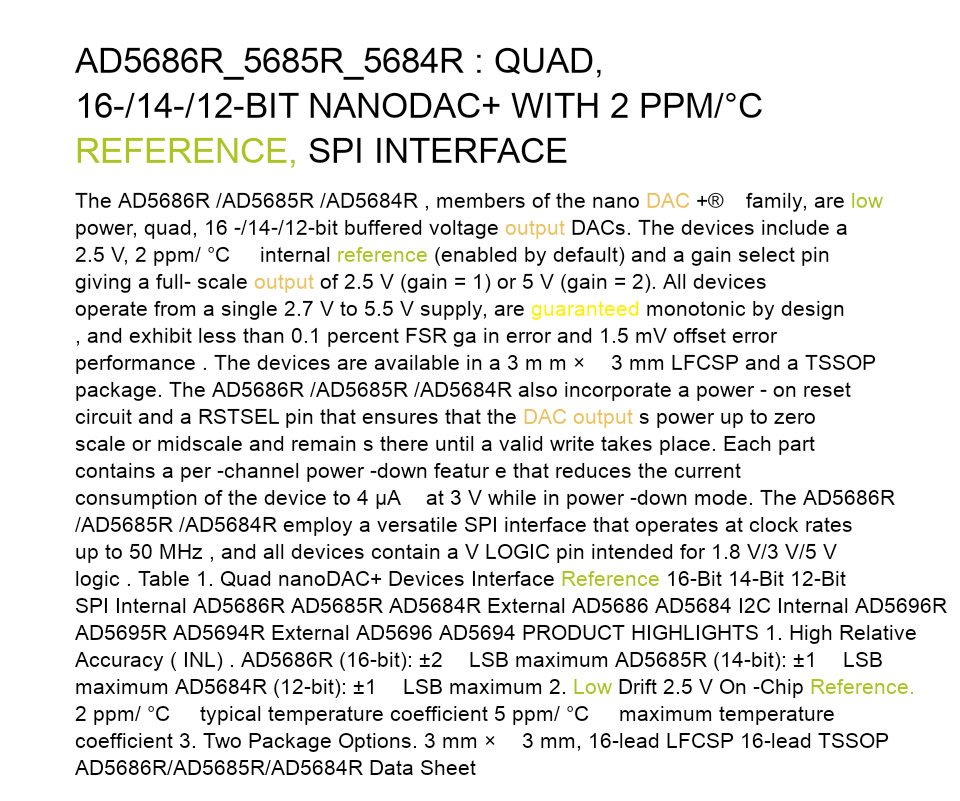 AD5686R_5685R_5684R : QUAD,
16-/14-/12-BIT NANODAC+ WITH 2 PPM/°C
REFERENCE, SPI INTERFACE
The AD5686R /AD5685R /AD5684R , members of the nano DAC +® family, are low
power, quad, 16 -/14-/12-bit buffered voltage output DACs. The devices include a
2.5 V, 2 ppm/ °C internal reference (enabled by default) and a gain select pin
giving a full- scale output of 2.5 V (gain = 1) or 5 V (gain = 2). All devices
operate from a single 2.7 V to 5.5 V supply, are guaranteed monotonic by design
, and exhibit less than 0.1 percent FSR ga in error and 1.5 mV offset error
performance . The devices are available in a 3 m m × 3 mm LFCSP and a TSSOP
package. The AD5686R /AD5685R /AD5684R also incorporate a power - on reset
circuit and a RSTSEL pin that ensures that the DAC output s power up to zero
scale or midscale and remain s there until a valid write takes place. Each part
contains a per -channel power -down featur e that reduces the current
consumption of the device to 4 µA at 3 V while in power -down mode. The AD5686R
/AD5685R /AD5684R employ a versatile SPI interface that operates at clock rates
up to 50 MHz , and all devices contain a V LOGIC pin intended for 1.8 V/3 V/5 V
logic . Table 1. Quad nanoDAC+ Devices Interface Reference 16-Bit 14-Bit 12-Bit
SPI Internal AD5686R AD5685R AD5684R External AD5686 AD5684 I2C Internal AD5696R
AD5695R AD5694R External AD5696 AD5694 PRODUCT HIGHLIGHTS 1. High Relative
Accuracy ( INL) . AD5686R (16-bit): ±2 LSB maximum AD5685R (14-bit): ±1 LSB
maximum AD5684R (12-bit): ±1 LSB maximum 2. Low Drift 2.5 V On -Chip Reference.
2 ppm/ °C typical temperature coefficient 5 ppm/ °C maximum temperature
coefficient 3. Two Package Options. 3 mm × 3 mm, 16-lead LFCSP 16-lead TSSOP
AD5686R/AD5685R/AD5684R Data Sheet